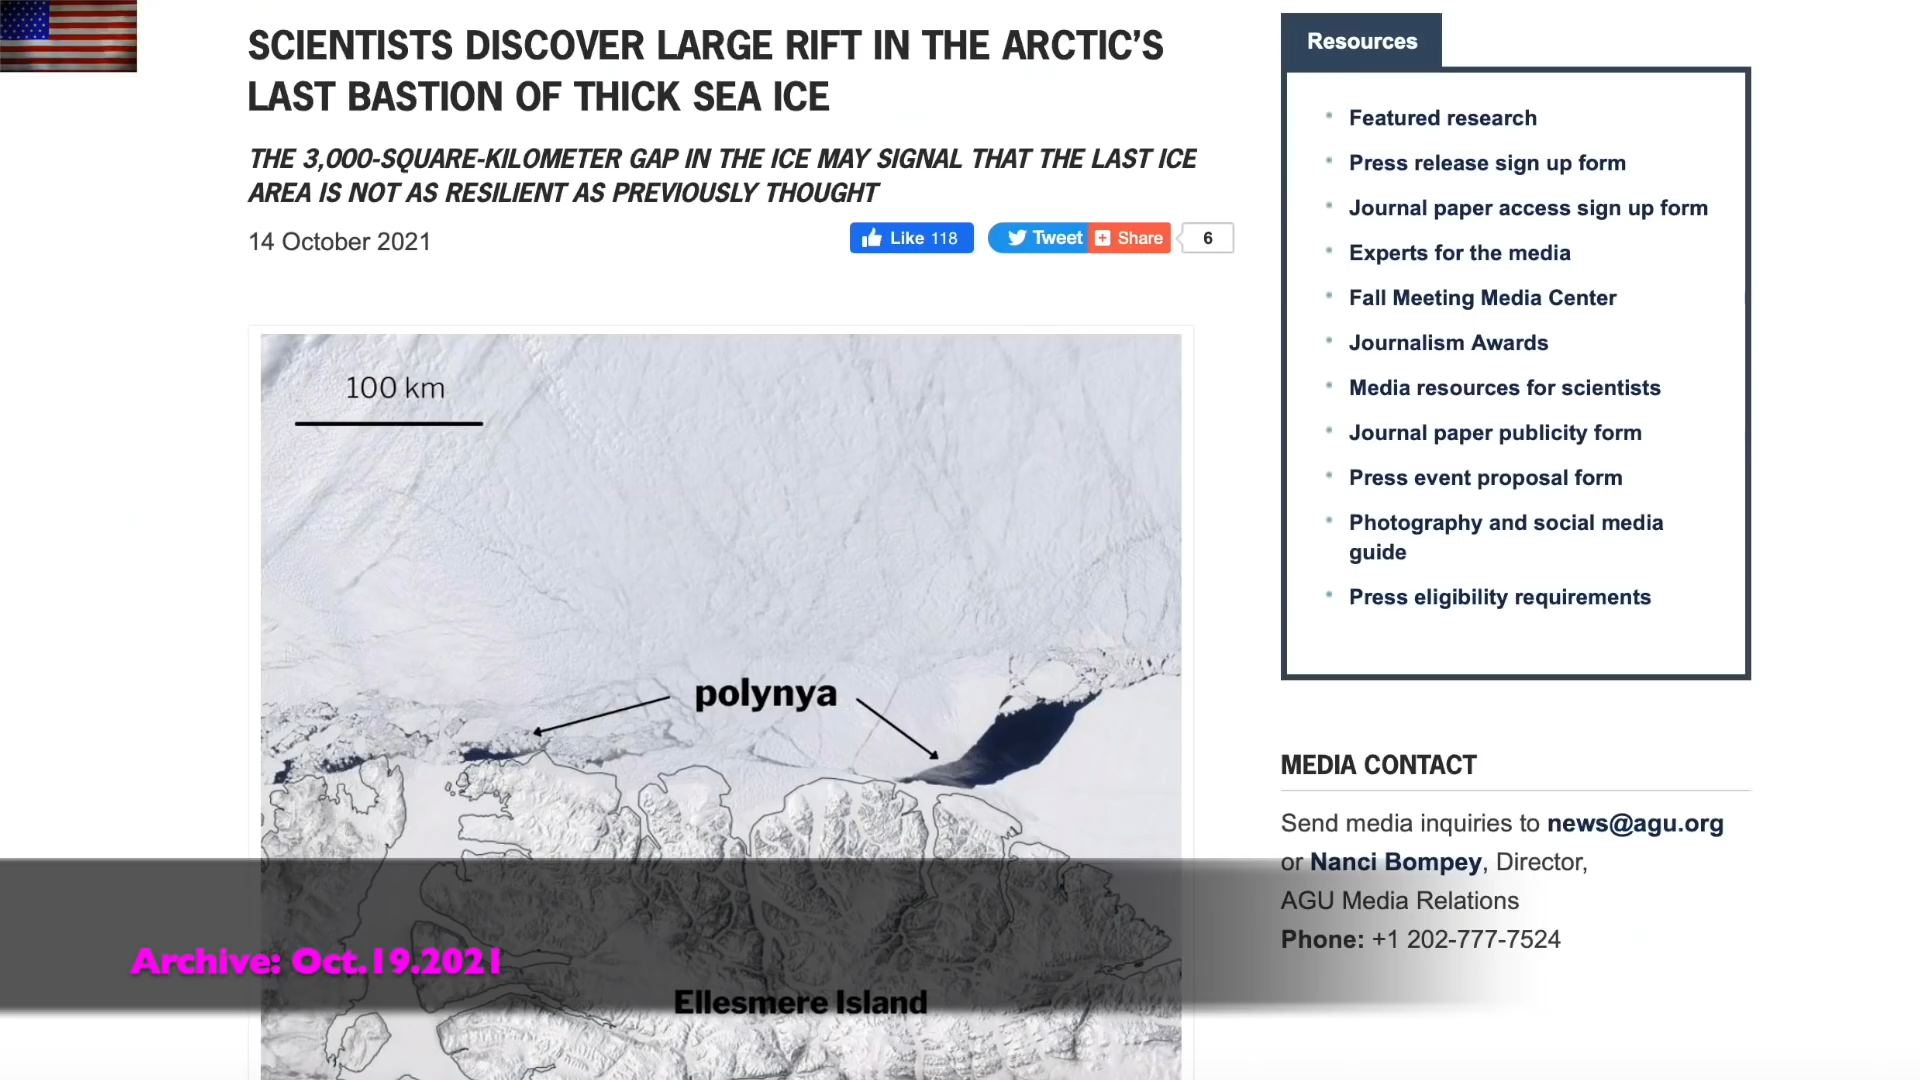 SCIENTISTS DISCOVER LARGE RIFT IN THE ARCTIC’S
LAST BASTION OF THICK SEA ICE
THE 3,000-SQUARE-KILOMETER GAP IN THE ICE MAY SIGNAL THAT THE LAST ICE
AREA IS NOT AS RESILIENT AS PREVIOUSLY THOUGHT
14 October 2021
Like 118
Tweet
Share
6
100 km
polynya
Ellesmere Island
Archive: Oct.19.2021
Resources
Featured research
Press release sign up form
Journal paper access sign up form
Experts for the media
Fall Meeting Media Center
Journalism Awards
Media resources for scientists
Journal paper publicity form
Press event proposal form
Photography and social media
guide
Press eligibility requirements
MEDIA CONTACT
Send media inquiries to news@agu.org
or Nanci Bompey, Director,
AGU Media Relations
Phone: +1 202-777-7524